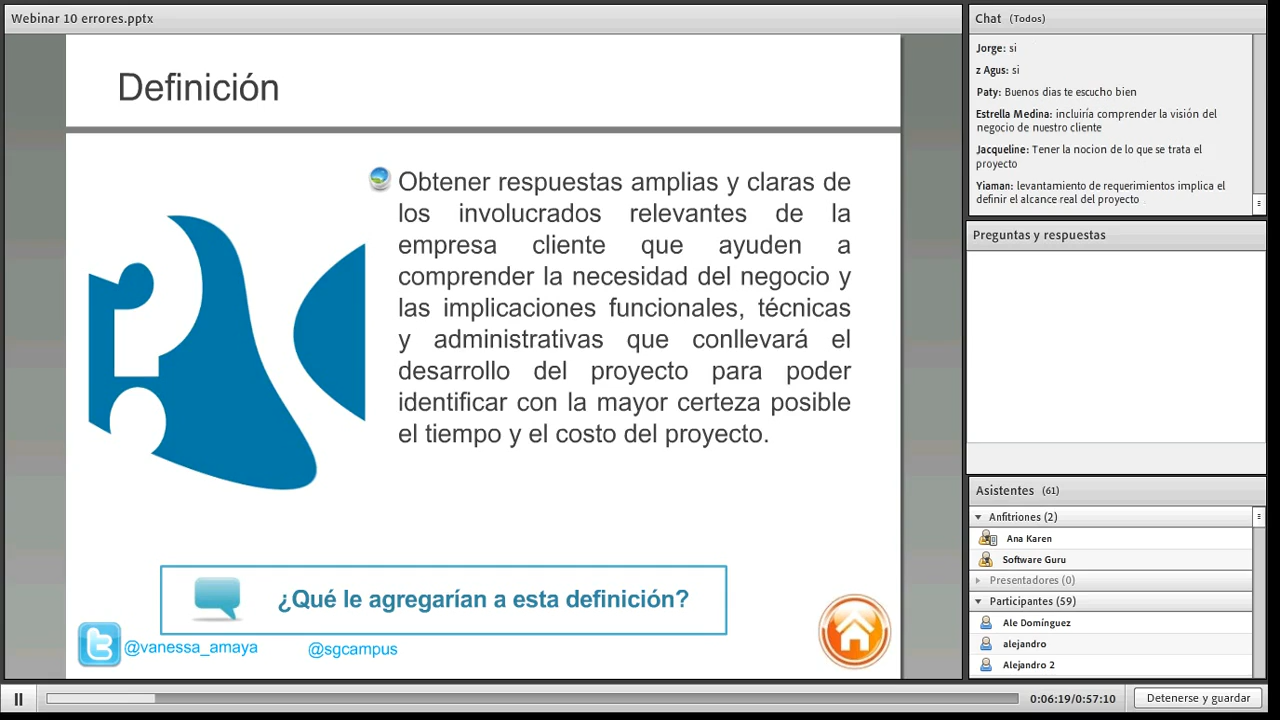 Webinar 10 errores.pptx
Definición
Obtener respuestas amplias y claras de
los involucrados relevantes de la
empresa cliente que ayuden a
comprender la necesidad del negocio y
las implicaciones funcionales, técnicas
y administrativas que conllevará el
desarrollo del proyecto para poder
identificar con la mayor certeza posible
el tiempo y el costo del proyecto.
¿Qué le agregarían a esta definición?
@vanessa_amaya
@sgcampus
Chat (Todos)
Jorge: si
z Agus: si
Paty: Buenos dias te escucho bien
Estrella Medina: incluiría comprender la visión del
negocio de nuestro cliente
Jacqueline: Tener la nocion de lo que se trata el
proyecto
Yiaman: levantamiento de requerimientos implica el
definir el alcance real del proyecto
Preguntas y respuestas
Asistentes (61)
Anfitriones (2)
Ana Karen
Software Guru
Presentadores (0)
Participantes (59)
Ale Domínguez
alejandro
Alejandro 2
0:06:19/0:57:10
Detenerse y guardar